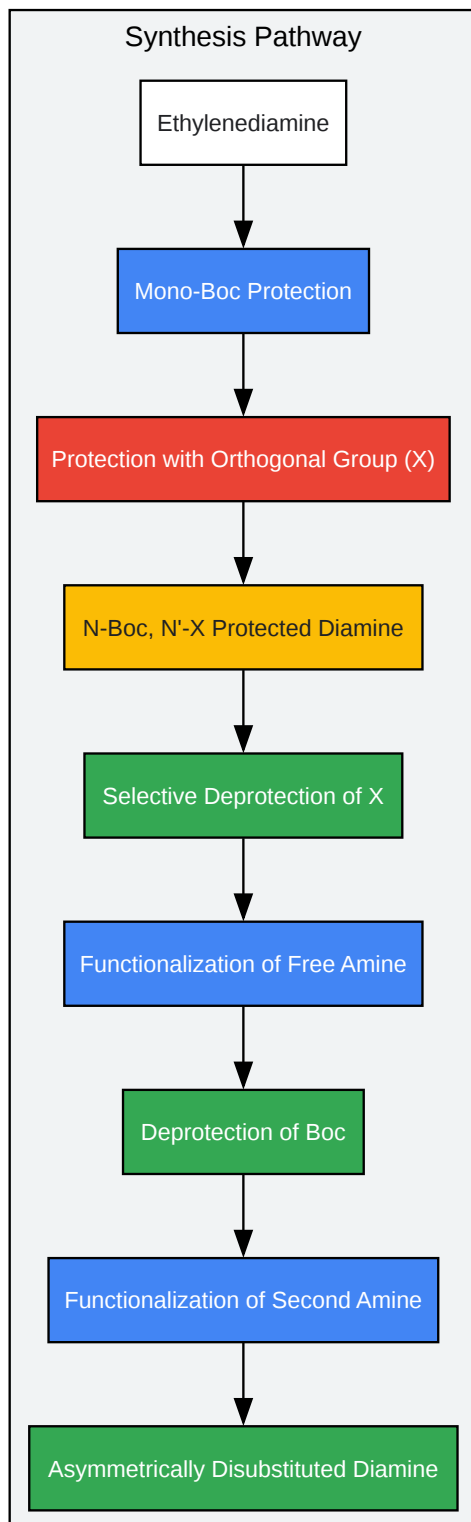 Synthesis Pathway
Ethylenediamine
Mono-Boc Protection
Protection with Orthogonal Group (X)
N-Boc, N'-X Protected Diamine
Selective Deprotection of X
Functionalization of Free Amine
Deprotection of Boc
Functionalization of Second Amine
Asymmetrically Disubstituted Diamine